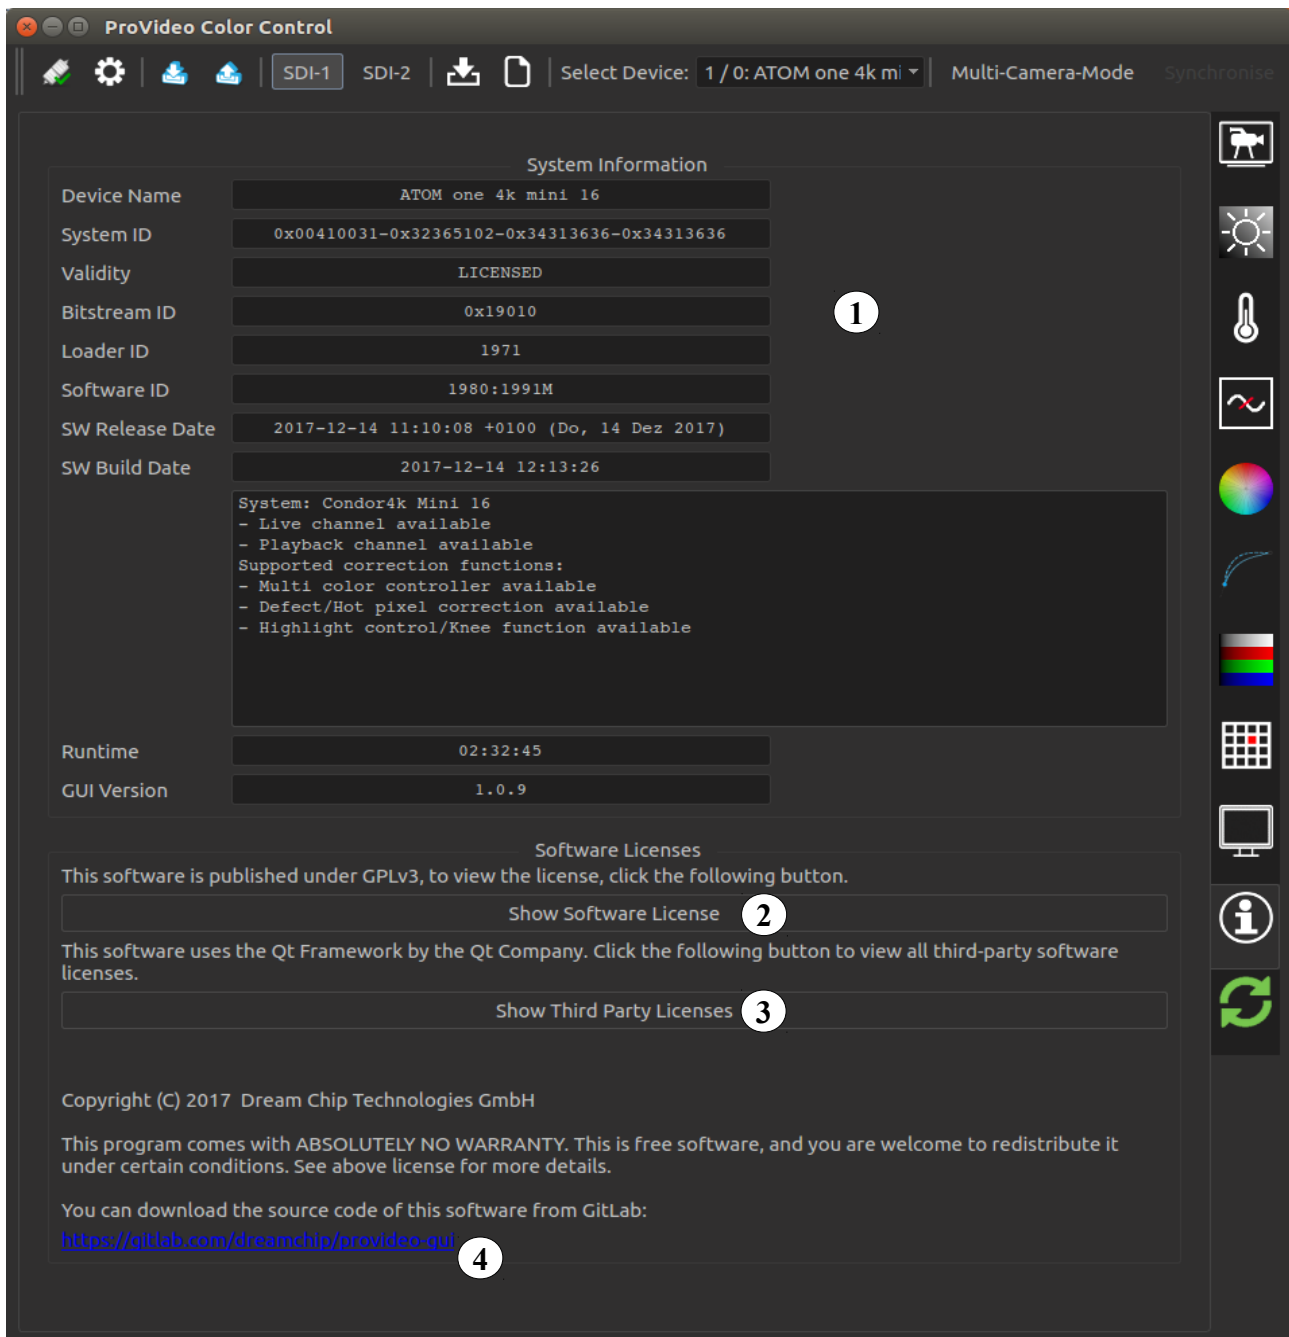 ProVideo Color Control
SDI-1 SDI-2 Select Device: 1 / 0: ATOM one 4k mi Multi-Camera-Mode Synchronise
System Information
Device Name ATOM one 4k mini 16
System ID 0x00410031-0x32365102-0x34313636-0x34313636
Validity LICENSED
Bitstream ID 0x19010
1
Loader ID 1971
Software ID 1980:1991M
SW Release Date 2017-12-14 11:10:08 +0100 (Do, 14 Dez 2017)
SW Build Date 2017-12-14 12:13:26
System: Condor4k Mini 16
- Live channel available
- Playback channel available
Supported correction functions:
- Multi color controller available
- Defect/Hot pixel correction available
- Highlight control/Knee function available
Runtime 02:32:45
GUI Version 1.0.9
Software Licenses
This software is published under GPLv3, to view the license, click the following button.
Show Software License 2
This software uses the Qt Framework by the Qt Company. Click the following button to view all third-party software
licenses.
Show Third Party Licenses 3
Copyright (C) 2017 Dream Chip Technologies GmbH
This program comes with ABSOLUTELY NO WARRANTY. This is free software, and you are welcome to redistribute it
under certain conditions. See above license for more details.
You can download the source code of this software from GitLab:
https://gitlab.com/dreamchip/provideo-gui
4